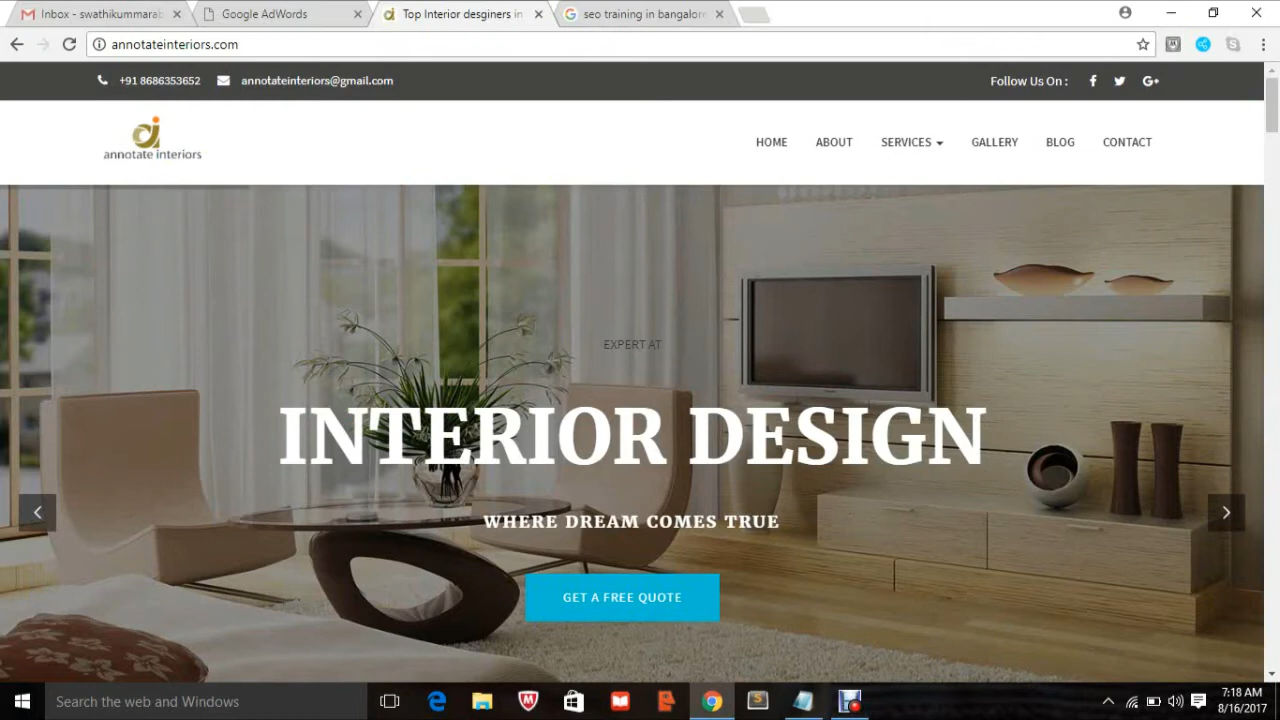 Inbox - swathikummarab
Google AdWords
Top Interior desginers in
seo training in bangalore
annotateinteriors.com
+91 8686353652 annotateinteriors@gmail.com
Follow Us On :
annotate interiors
HOME ABOUT SERVICES GALLERY BLOG CONTACT
EXPERT AT
INTERIOR DESIGN
WHERE DREAM COMES TRUE
GET A FREE QUOTE
Search the web and Windows
7:18 AM
8/16/2017